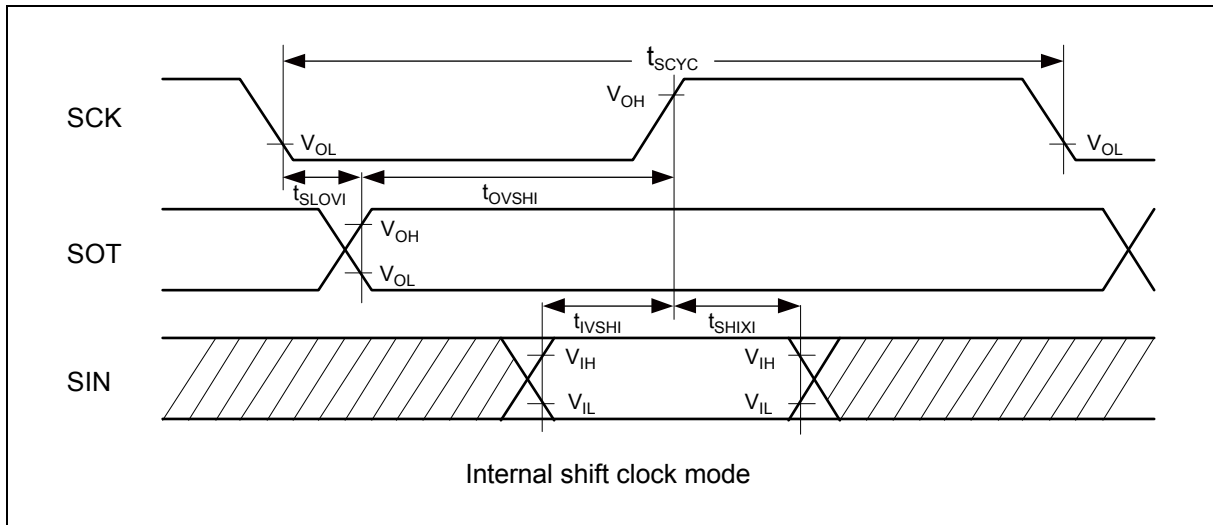 tSCYC
SCK
VOH
VOL
VOL
tSLOVI
tOVSHI
SOT
VOH
VOL
tIVSHI
tSHIXI
SIN
VIH
VIH
VIL
VIL
Internal shift clock mode